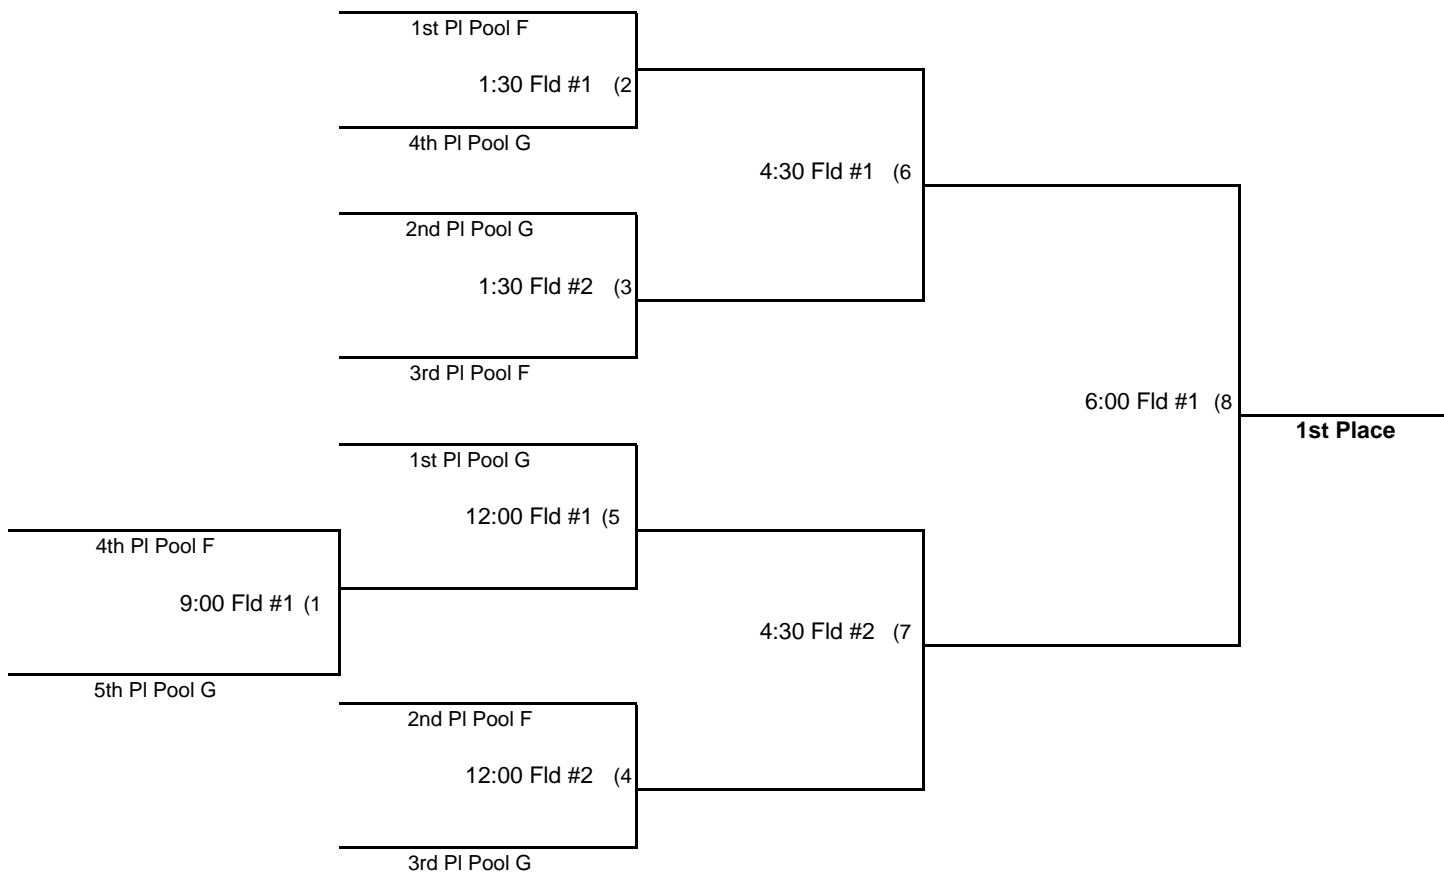 1st Pl Pool F
1:30 Fld #1 (2
4th Pl Pool G
4:30 Fld #1 (6
2nd Pl Pool G
1:30 Fld #2 (3
3rd Pl Pool F
6:00 Fld #1 (8
1st Place
1st Pl Pool G
12:00 Fld #1 (5
4th Pl Pool F
9:00 Fld #1 (1
4:30 Fld #2 (7
5th Pl Pool G
2nd Pl Pool F
12:00 Fld #2 (4
3rd Pl Pool G